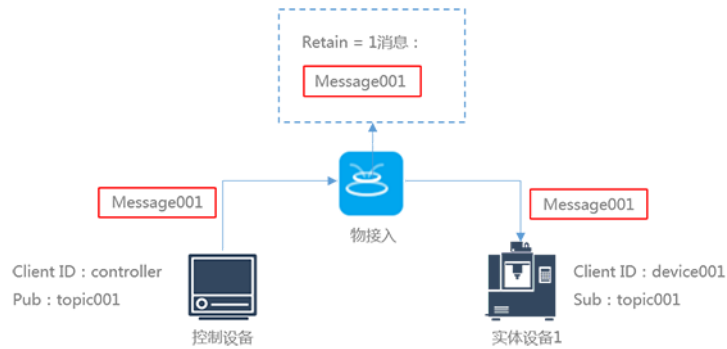 Retain = 1消息：
Message001
Message001
Message001
物接入
Client ID：controller
Pub：topic001
Client ID：device001
Sub：topic001
控制设备
实体设备1